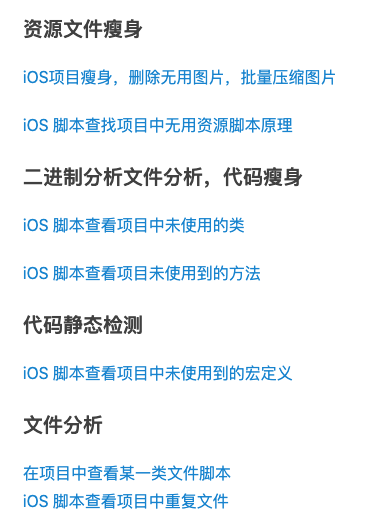 资源文件瘦身
iOS项目瘦身，删除无用图片，批量压缩图片
iOS 脚本查找项目中无用资源脚本原理
二进制分析文件分析，代码瘦身
iOS 脚本查看项目中未使用的类
iOS 脚本查看项目未使用到的方法
代码静态检测
iOS 脚本查看项目中未使用到的宏定义
文件分析
在项目中查看某一类文件脚本
iOS 脚本查看项目中重复文件